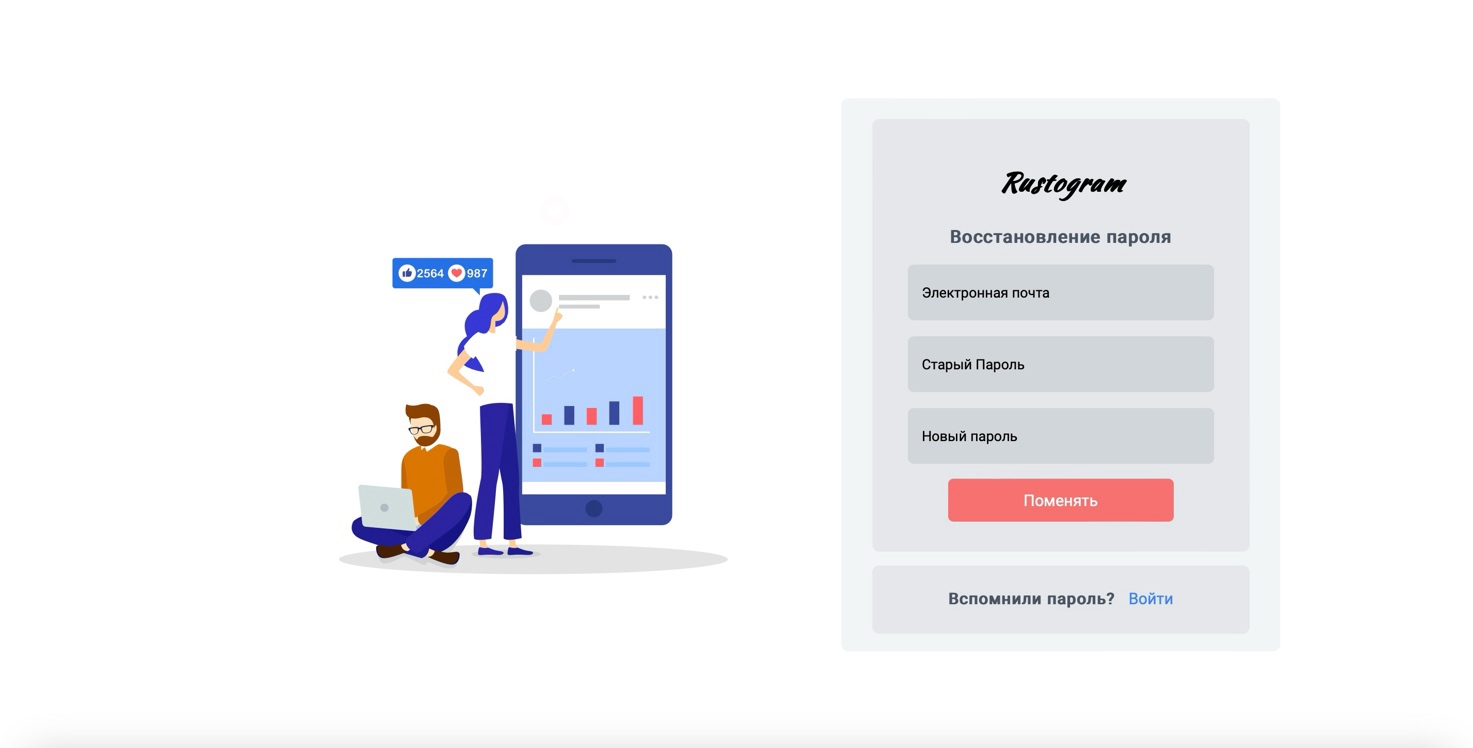 2564 987
Rustogram
Восстановление пароля
Электронная почта
Старый Пароль
Новый пароль
Поменять
Вспомнили пароль? Войти